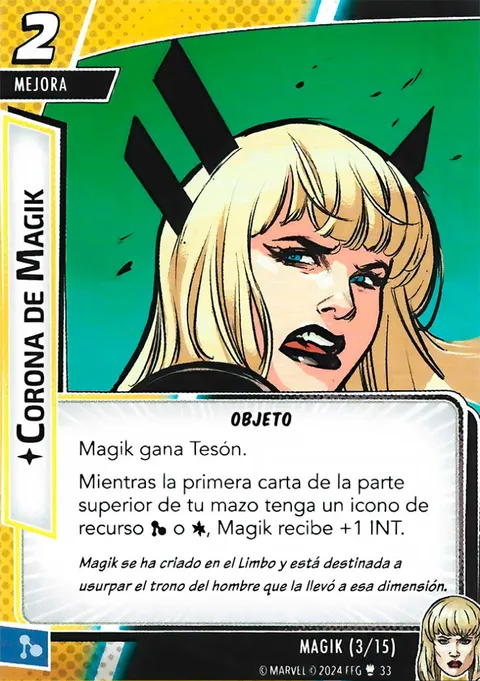 2
MEJORA
CORONA DE MAGIK
OBJETO
Magik gana Tesón.
Mientras la primera carta de la parte
superior de tu mazo tenga un icono de
recurso o , Magik recibe +1 INT.
Magik se ha criado en el Limbo y está destinada a
usurpar el trono del hombre que la llevó a esa dimensión.
MAGIK (3/15)
© MARVEL © 2024 FFG 33